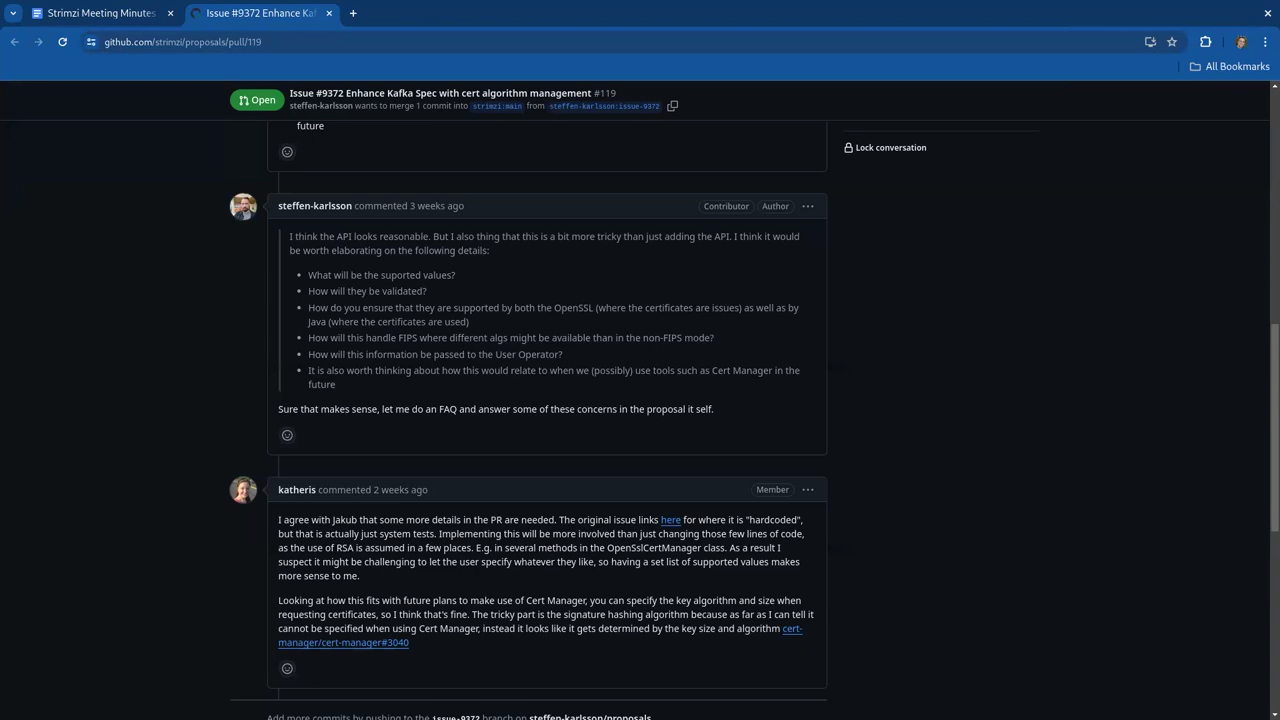 Strimzi Meeting Minutes
Issue #9372 Enhance Kaf
github.com/strimzi/proposals/pull/119
All Bookmarks
Open
Issue #9372 Enhance Kafka Spec with cert algorithm management #119
steffen-karlsson wants to merge 1 commit into strimzi:main from steffen-karlsson:issue-9372
future
Lock conversation
steffen-karlsson commented 3 weeks ago
Contributor
Author
I think the API looks reasonable. But I also thing that this is a bit more tricky than just adding the API. I think it would
be worth elaborating on the following details:
• What will be the suported values?
• How will they be validated?
• How do you ensure that they are supported by both the OpenSSL (where the certificates are issues) as well as by
Java (where the certificates are used)
• How will this handle FIPS where different algs might be available than in the non-FIPS mode?
• How will this information be passed to the User Operator?
• It is also worth thinking about how this would relate to when we (possibly) use tools such as Cert Manager in the
future
Sure that makes sense, let me do an FAQ and answer some of these concerns in the proposal it self.
katheris commented 2 weeks ago
Member
I agree with Jakub that some more details in the PR are needed. The original issue links here for where it is "hardcoded",
but that is actually just system tests. Implementing this will be more involved than just changing those few lines of code,
as the use of RSA is assumed in a few places. E.g. in several methods in the OpenSslCertManager class. As a result I
suspect it might be challenging to let the user specify whatever they like, so having a set list of supported values makes
more sense to me.
Looking at how this fits with future plans to make use of Cert Manager, you can specify the key algorithm and size when
requesting certificates, so I think that's fine. The tricky part is the signature hashing algorithm because as far as I can tell it
cannot be specified when using Cert Manager, instead it looks like it gets determined by the key size and algorithm cert-
manager/cert-manager#3040
Add more commits by pushing to the issue-9372 branch on steffen-karlsson/proposals.